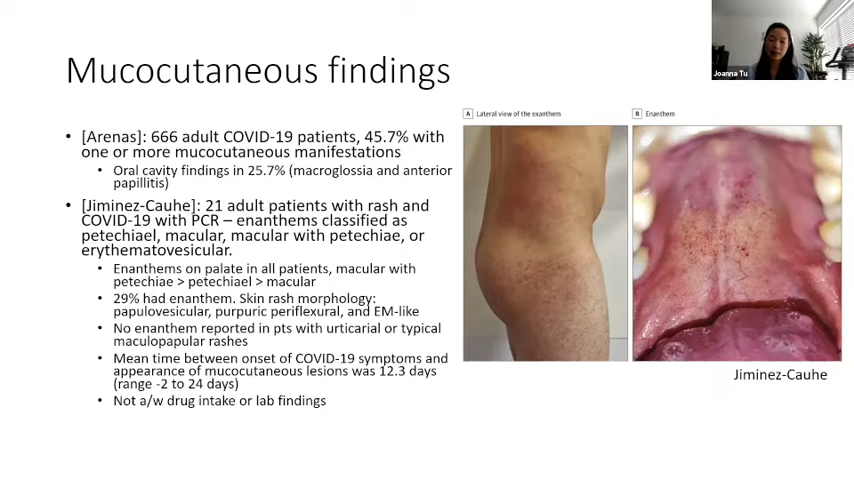 Mucocutaneous findings
Joanna Tu
• [Arenas]: 666 adult COVID-19 patients, 45.7% with
one or more mucocutaneous manifestations
• Oral cavity findings in 25.7% (macroglossia and anterior
papillitis)
• [Jiminez-Cauhe]: 21 adult patients with rash and
COVID-19 with PCR – enanthems classified as
petechiael, macular, macular with petechiae, or
erythematovesicular.
• Enanthems on palate in all patients, macular with
petechiae > petechiael > macular
• 29% had enanthem. Skin rash morphology:
papulovesicular, purpuric periflexural, and EM-like
• No enanthem reported in pts with urticarial or typical
maculopapular rashes
• Mean time between onset of COVID-19 symptoms and
appearance of mucocutaneous lesions was 12.3 days
(range -2 to 24 days)
• Not a/w drug intake or lab findings
A Lateral view of the exanthem
B Enanthem
Jiminez-Cauhe